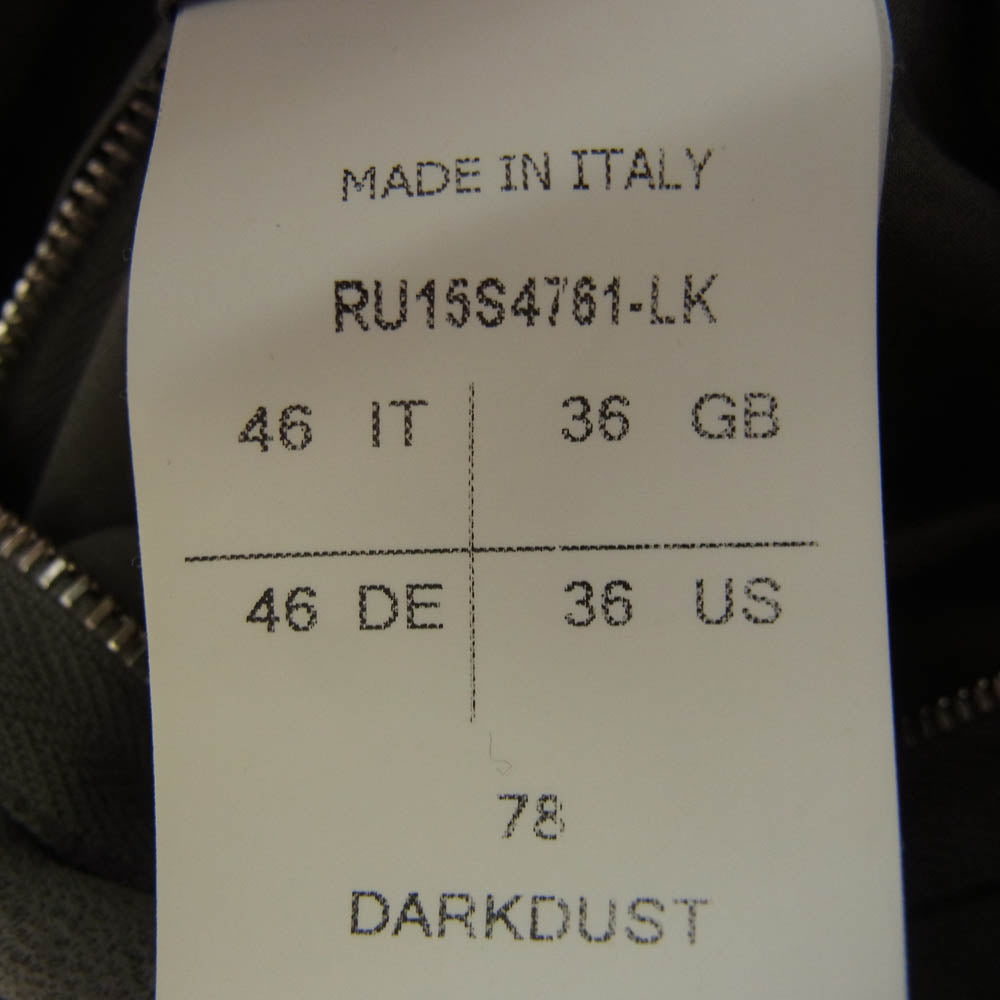 MADE IN ITALY
RU15S4761-LK
46 IT 36 GB
46 DE 36 US
78
DARKDUST